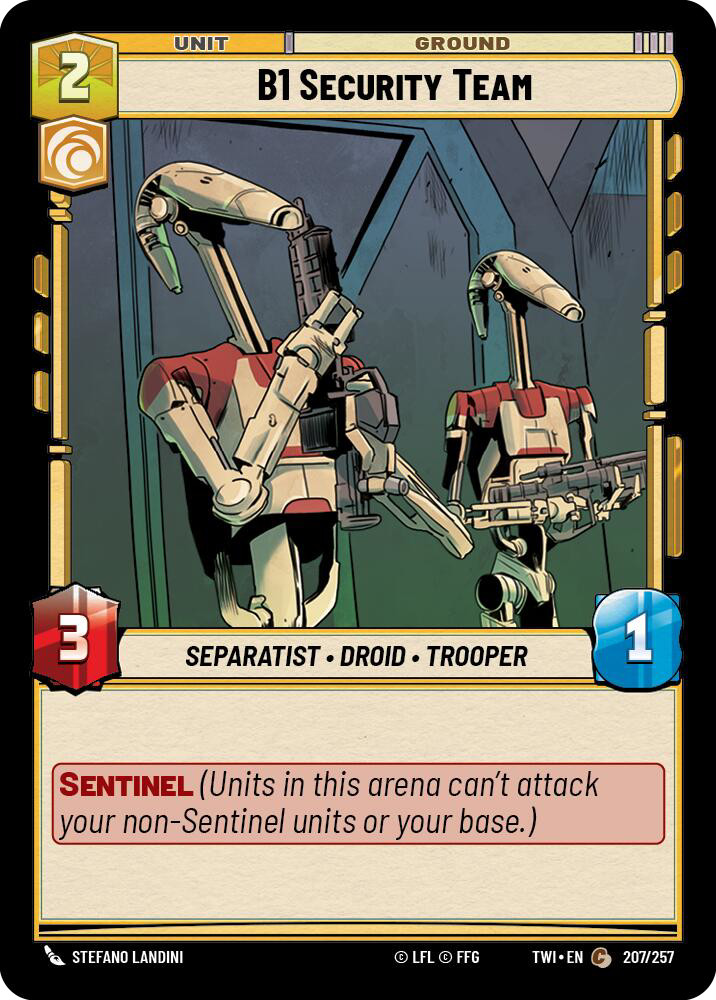 UNIT
GROUND
2
B1 Security Team
3
SEPARATIST • DROID • TROOPER
1
SENTINEL (Units in this arena can't attack
your non-Sentinel units or your base.)
STEFANO LANDINI
© LFL © FFG
TWI • EN C 207/257